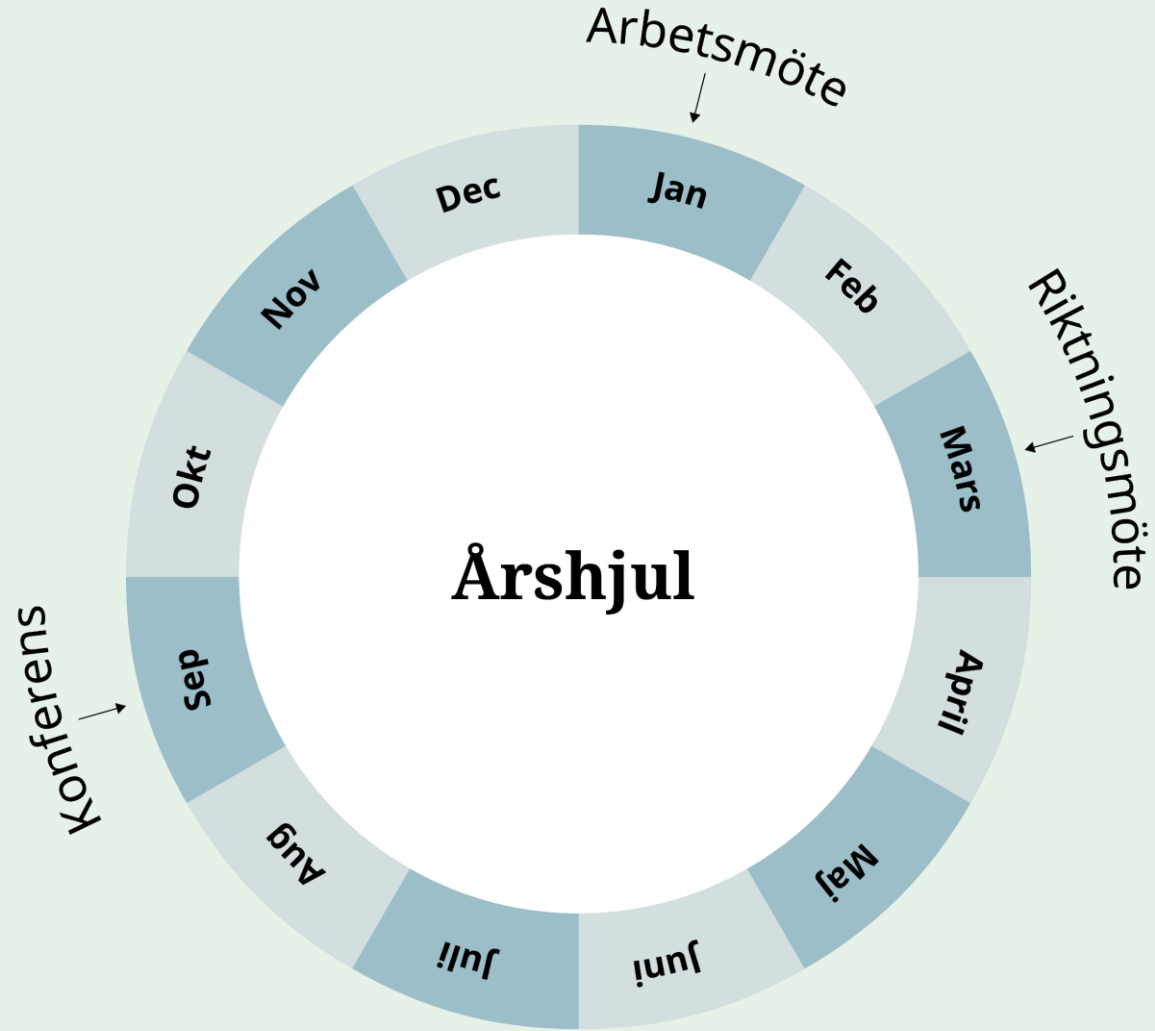 Arbetsmöte
Jan
Feb
Riktningsmöte
Mars
April
Maj
Juni
Juli
Aug
Konferens
Sep
Okt
Nov
Dec
Årshjul